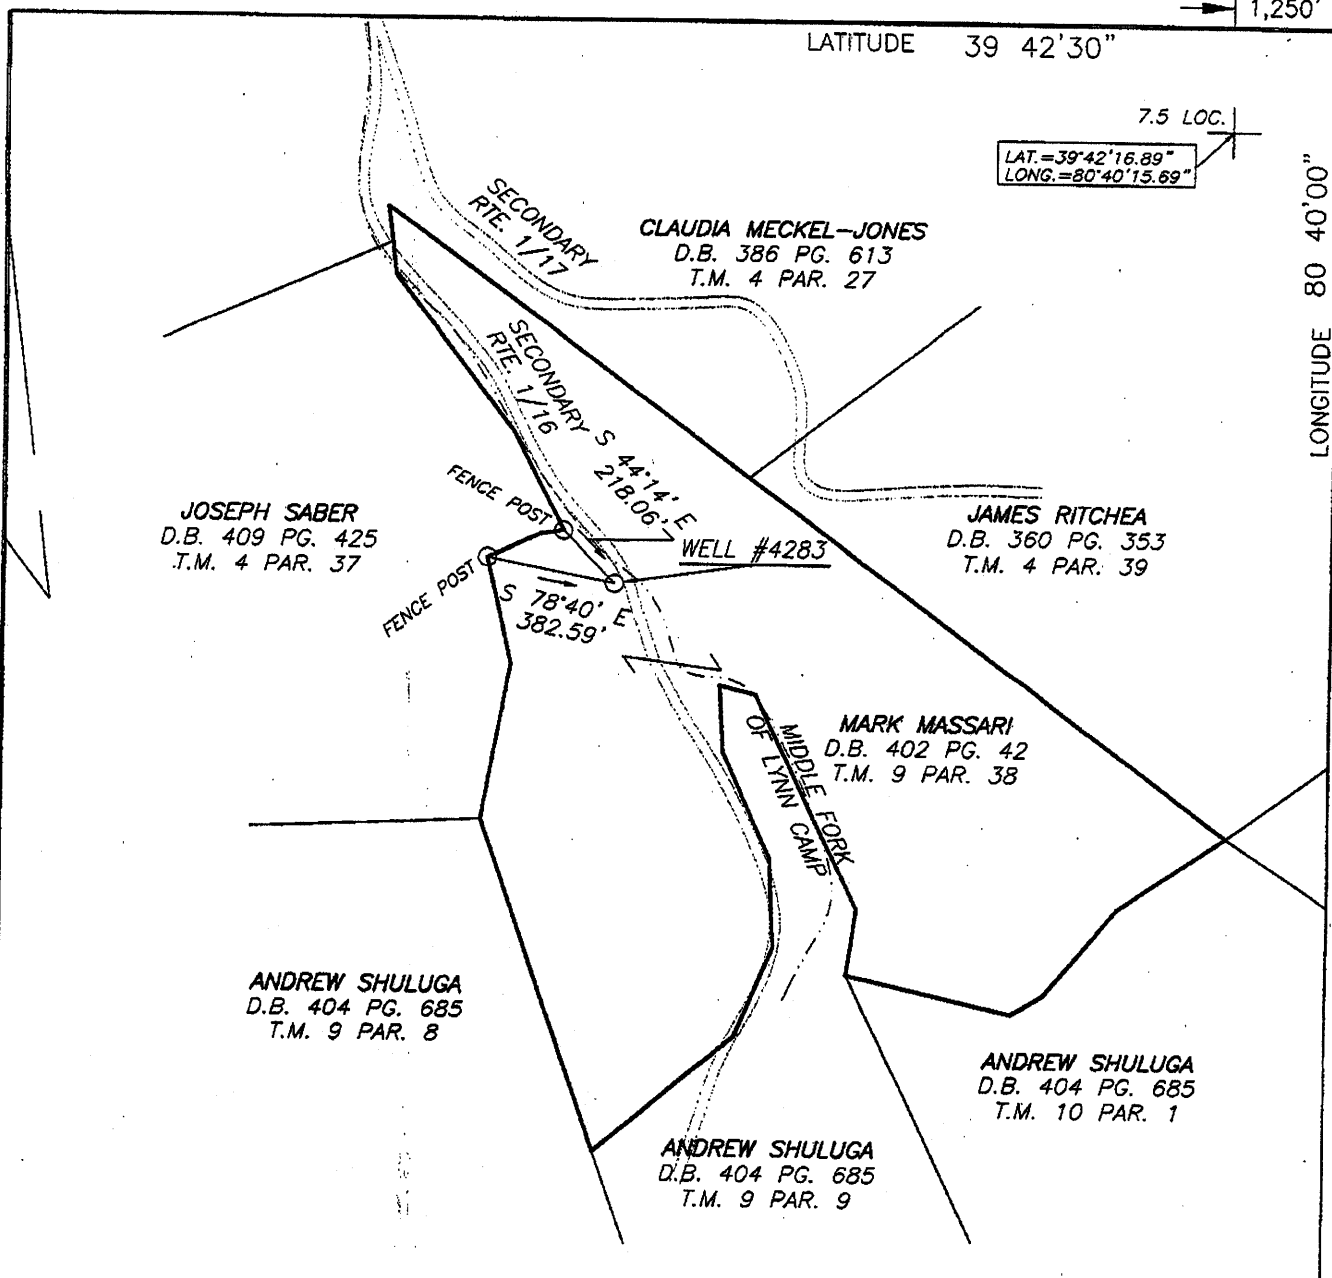 1,250'
LATITUDE 39 42'30"
7.5 LOC.
LAT.=39°42'16.89"
LONG.=80°40'15.69"
LONGITUDE 80 40'00"
SECONDARY
RTE. 1/17
CLAUDIA MECKEL-JONES
D.B. 386 PG. 613
T.M. 4 PAR. 27
SECONDARY
RTE. 1/16
S 44°14' E
218.06'
FENCE POST
JOSEPH SABER
D.B. 409 PG. 425
T.M. 4 PAR. 37
JAMES RITCHEA
D.B. 360 PG. 353
T.M. 4 PAR. 39
WELL #4283
FENCE POST
S 78°40' E
382.59'
MARK MASSARI
D.B. 402 PG. 42
T.M. 9 PAR. 38
MIDDLE FORK
OF LYNN CAMP
ANDREW SHULUGA
D.B. 404 PG. 685
T.M. 9 PAR. 8
ANDREW SHULUGA
D.B. 404 PG. 685
T.M. 10 PAR. 1
ANDREW SHULUGA
D.B. 404 PG. 685
T.M. 9 PAR. 9